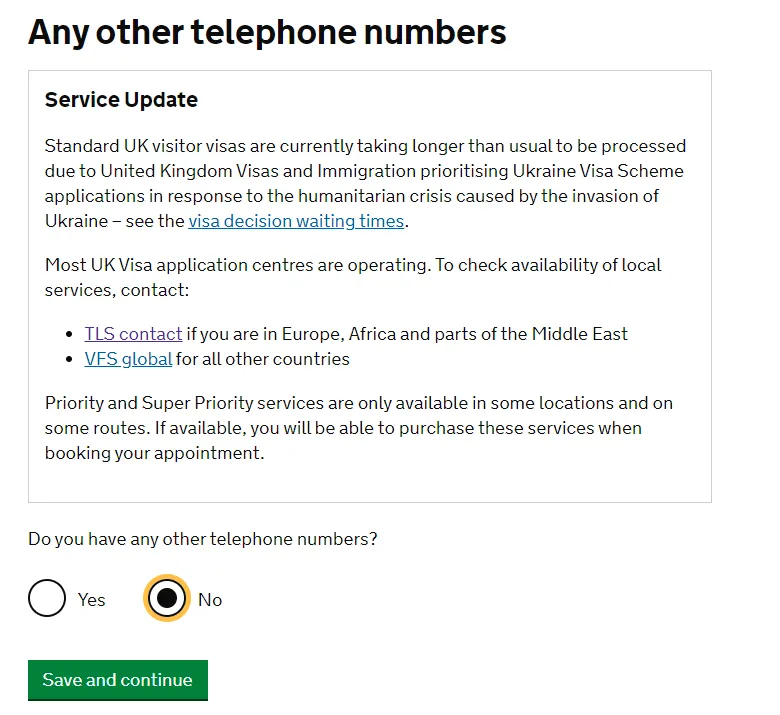 Any other telephone numbers
Service Update
Standard UK visitor visas are currently taking longer than usual to be processed
due to United Kingdom Visas and Immigration prioritising Ukraine Visa Scheme
applications in response to the humanitarian crisis caused by the invasion of
Ukraine – see the visa decision waiting times.
Most UK Visa application centres are operating. To check availability of local
services, contact:
• TLS contact if you are in Europe, Africa and parts of the Middle East
• VFS global for all other countries
Priority and Super Priority services are only available in some locations and on
some routes. If available, you will be able to purchase these services when
booking your appointment.
Do you have any other telephone numbers?
Yes No
Save and continue